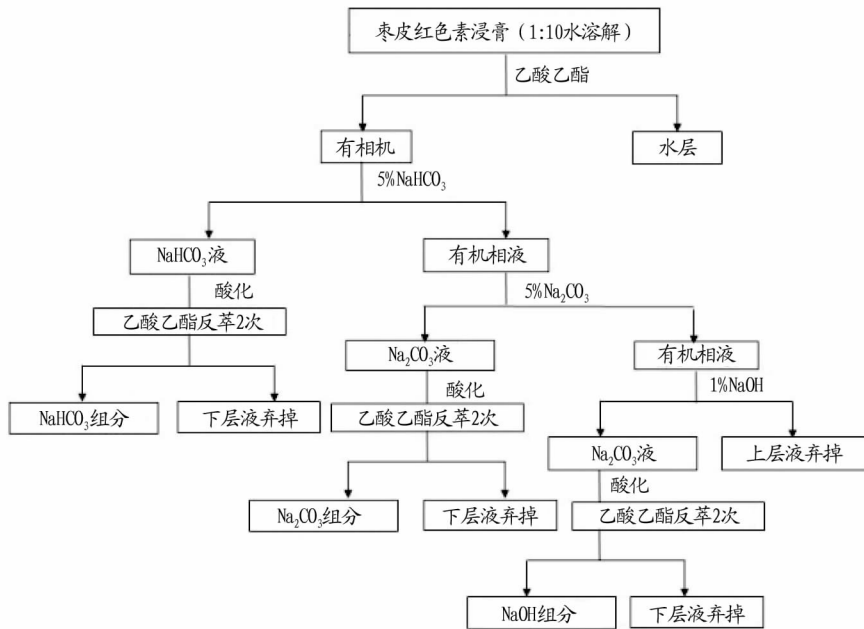 枣皮红色素浸膏（1:10水溶解）
乙酸乙酯
有相机
水层
5%NaHCO₃
NaHCO₃液
有机相液
酸化
5%Na₂CO₃
乙酸乙酯反萃2次
Na₂CO₃液
有机相液
酸化
1%NaOH
NaHCO₃组分
下层液弃掉
乙酸乙酯反萃2次
Na₂CO₃液
上层液弃掉
酸化
Na₂CO₃组分
下层液弃掉
乙酸乙酯反萃2次
NaOH组分
下层液弃掉